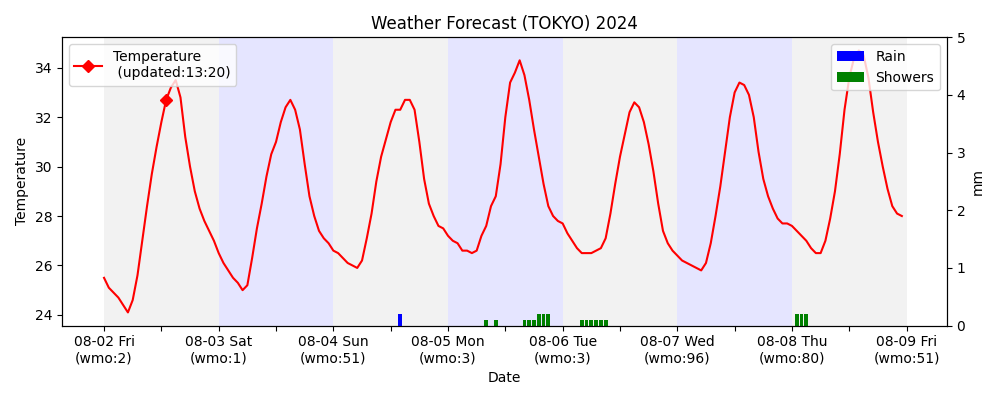 Weather Forecast (TOKYO) 2024
Temperature
(updated:13:20)
Rain
Showers
34
32
30
28
26
24
Temperature
5
4
3
2
1
0
mm
08-02 Fri
(wmo:2)
08-03 Sat
(wmo:1)
08-04 Sun
(wmo:51)
08-05 Mon
(wmo:3)
08-06 Tue
(wmo:3)
08-07 Wed
(wmo:96)
08-08 Thu
(wmo:80)
08-09 Fri
(wmo:51)
Date